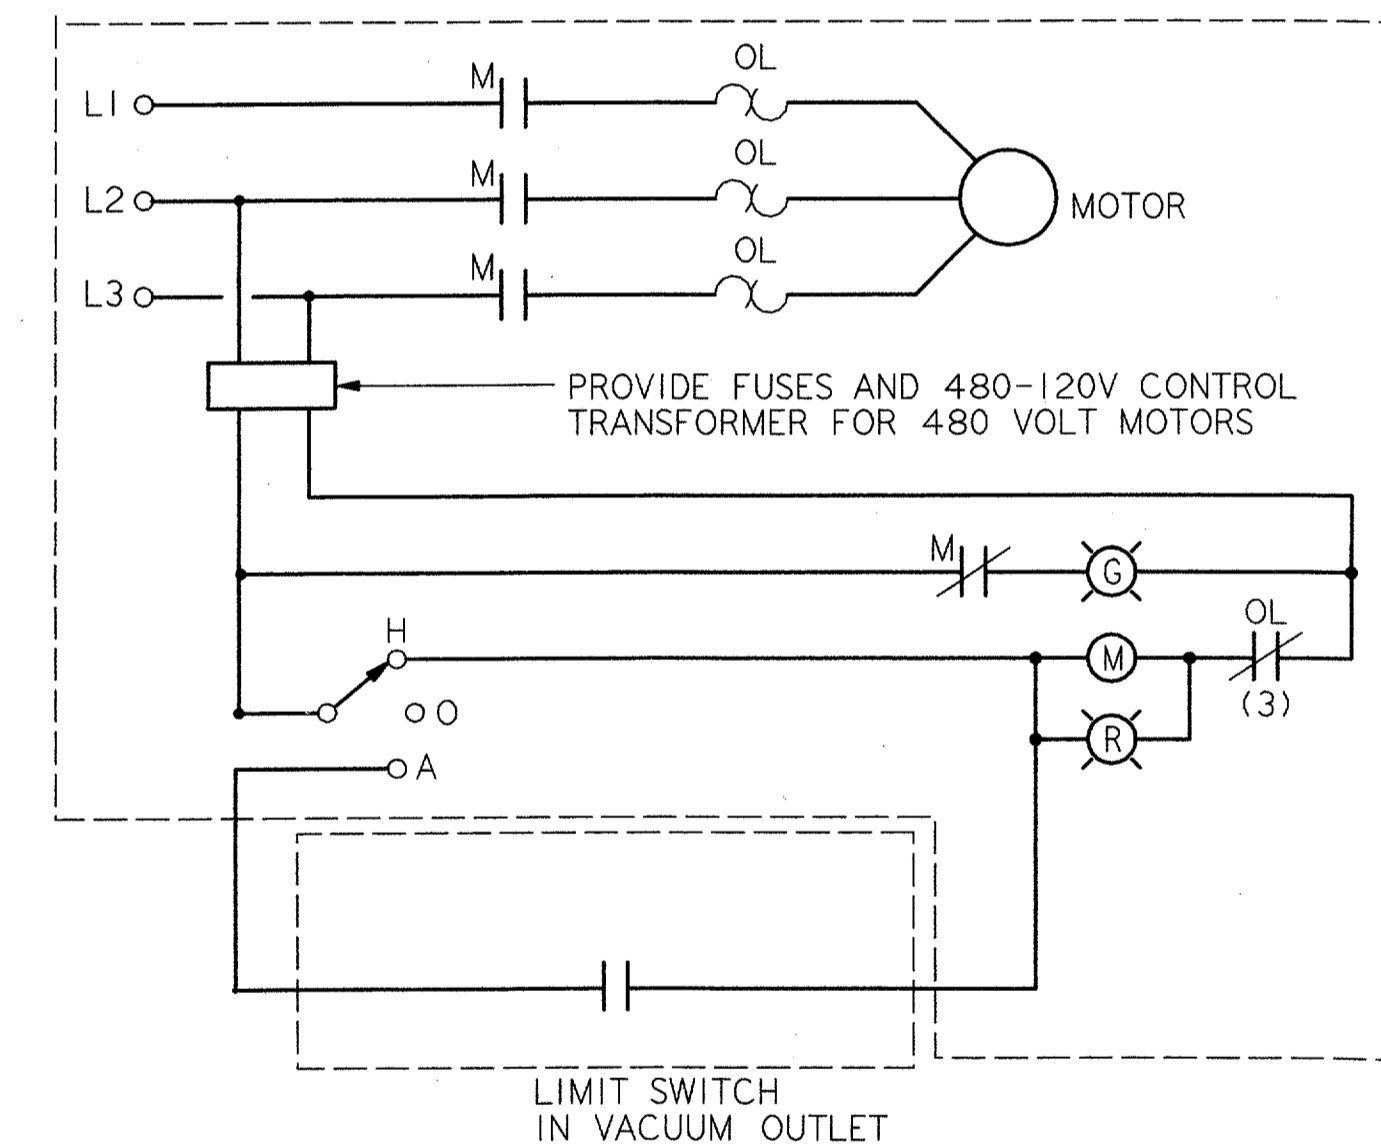 OL
M
L1
OL
M
L2
MOTOR
OL
M
L3
PROVIDE FUSES AND 480-120V CONTROL
TRANSFORMER FOR 480 VOLT MOTORS
M
G
OL
H
M
(3)
O
R
A
LIMIT SWITCH
IN VACUUM OUTLET